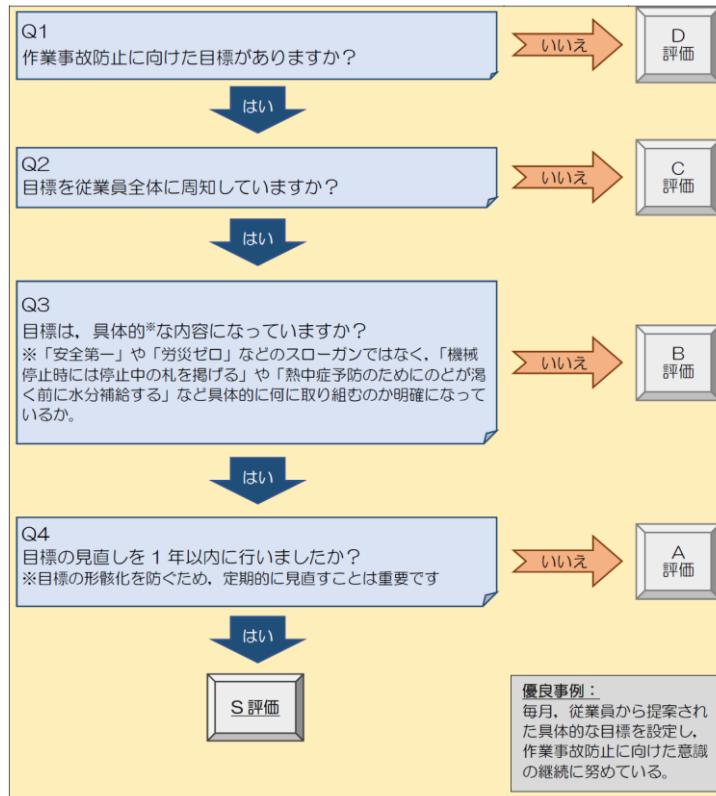 Q1
作業事故防止に向けた目標がありますか?
いいえ
D
評価
はい
Q2
目標を従業員全体に周知していますか?
いいえ
C
評価
はい
Q3
目標は，具体的※な内容になっていますか?
※「安全第一」や「労災ゼロ」などのスローガンではなく，「機械
停止時には停止中の札を掲げる」や「熱中症予防のためにのどが渇
く前に水分補給する」など具体的に何に取り組むのか明確になって
いるか。
いいえ
B
評価
はい
Q4
目標の見直しを１年以内に行いましたか?
※目標の形骸化を防ぐため，定期的に見直すことは重要です
いいえ
A
評価
はい
S評価
優良事例：
毎月，従業員から提案され
た具体的な目標を設定し，
作業事故防止に向けた意識
の継続に努めている。